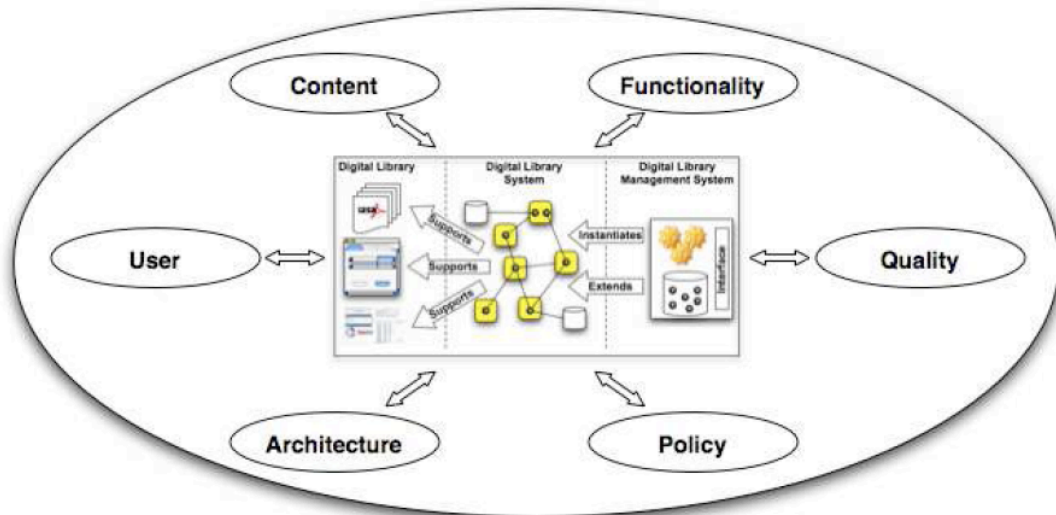 Content
Functionality
Digital Library
Digital Library
System
Digital Library
Management System
Supports
Instantiates
User
Supports
Interface
Quality
Extends
Supports
Architecture
Policy